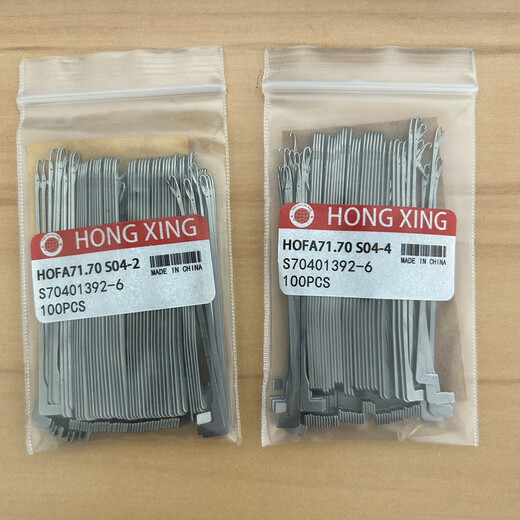 HONG XING
HOFA71.70 S04-2
MADE IN CHINA
S70401392-6
100PCS
HONG XING
HOFA71.70 S04-4
MADE IN CHINA
S70401392-6
100PCS